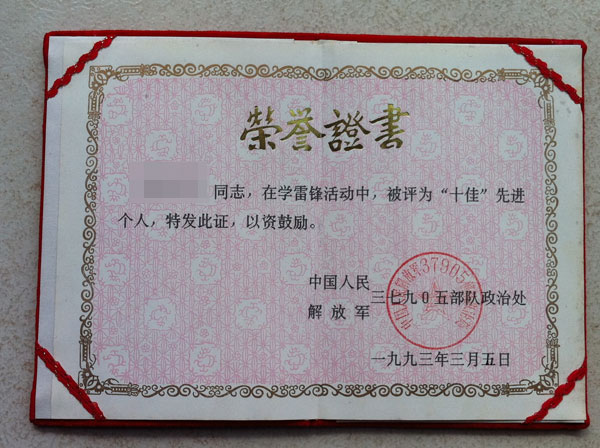 榮誉證書
同志，在学雷锋活动中，被评为“十佳”先进
个人，特发此证，以资鼓励。
中国人民
解放军
三七九0五部队政治处
37905
一九九三年三月五日